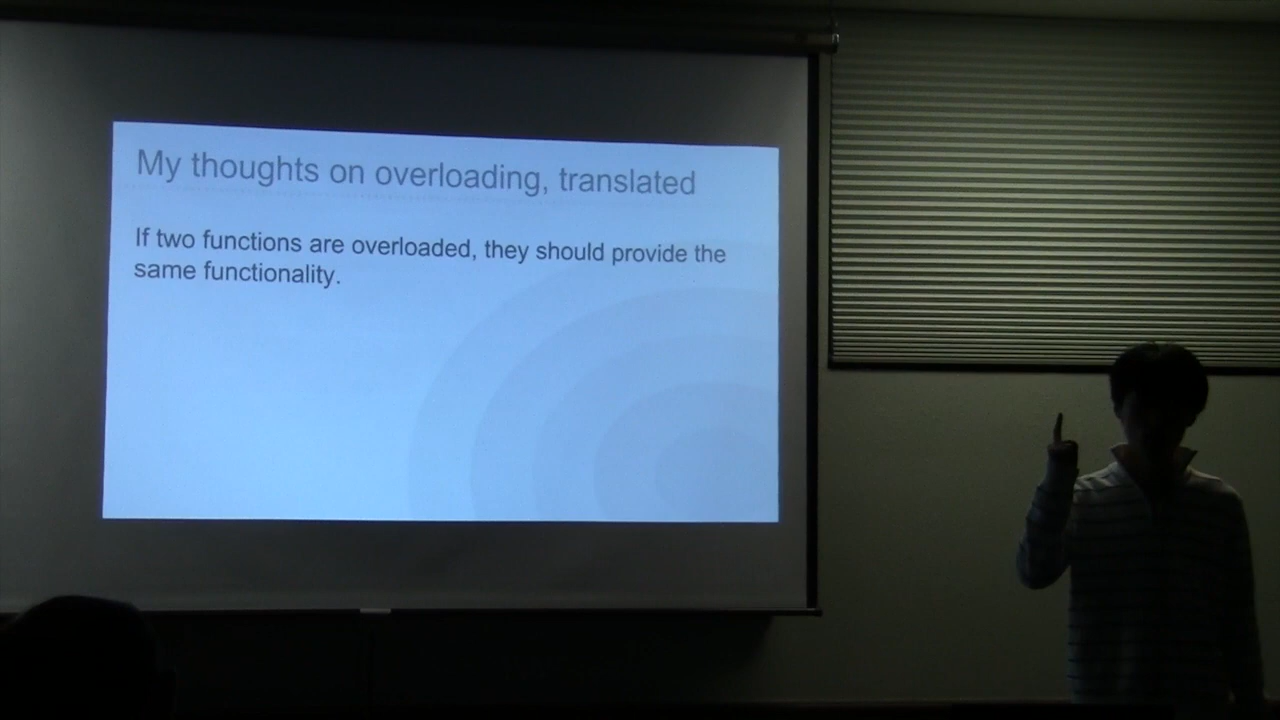 My thoughts on overloading, translated
If two functions are overloaded, they should provide the
same functionality.